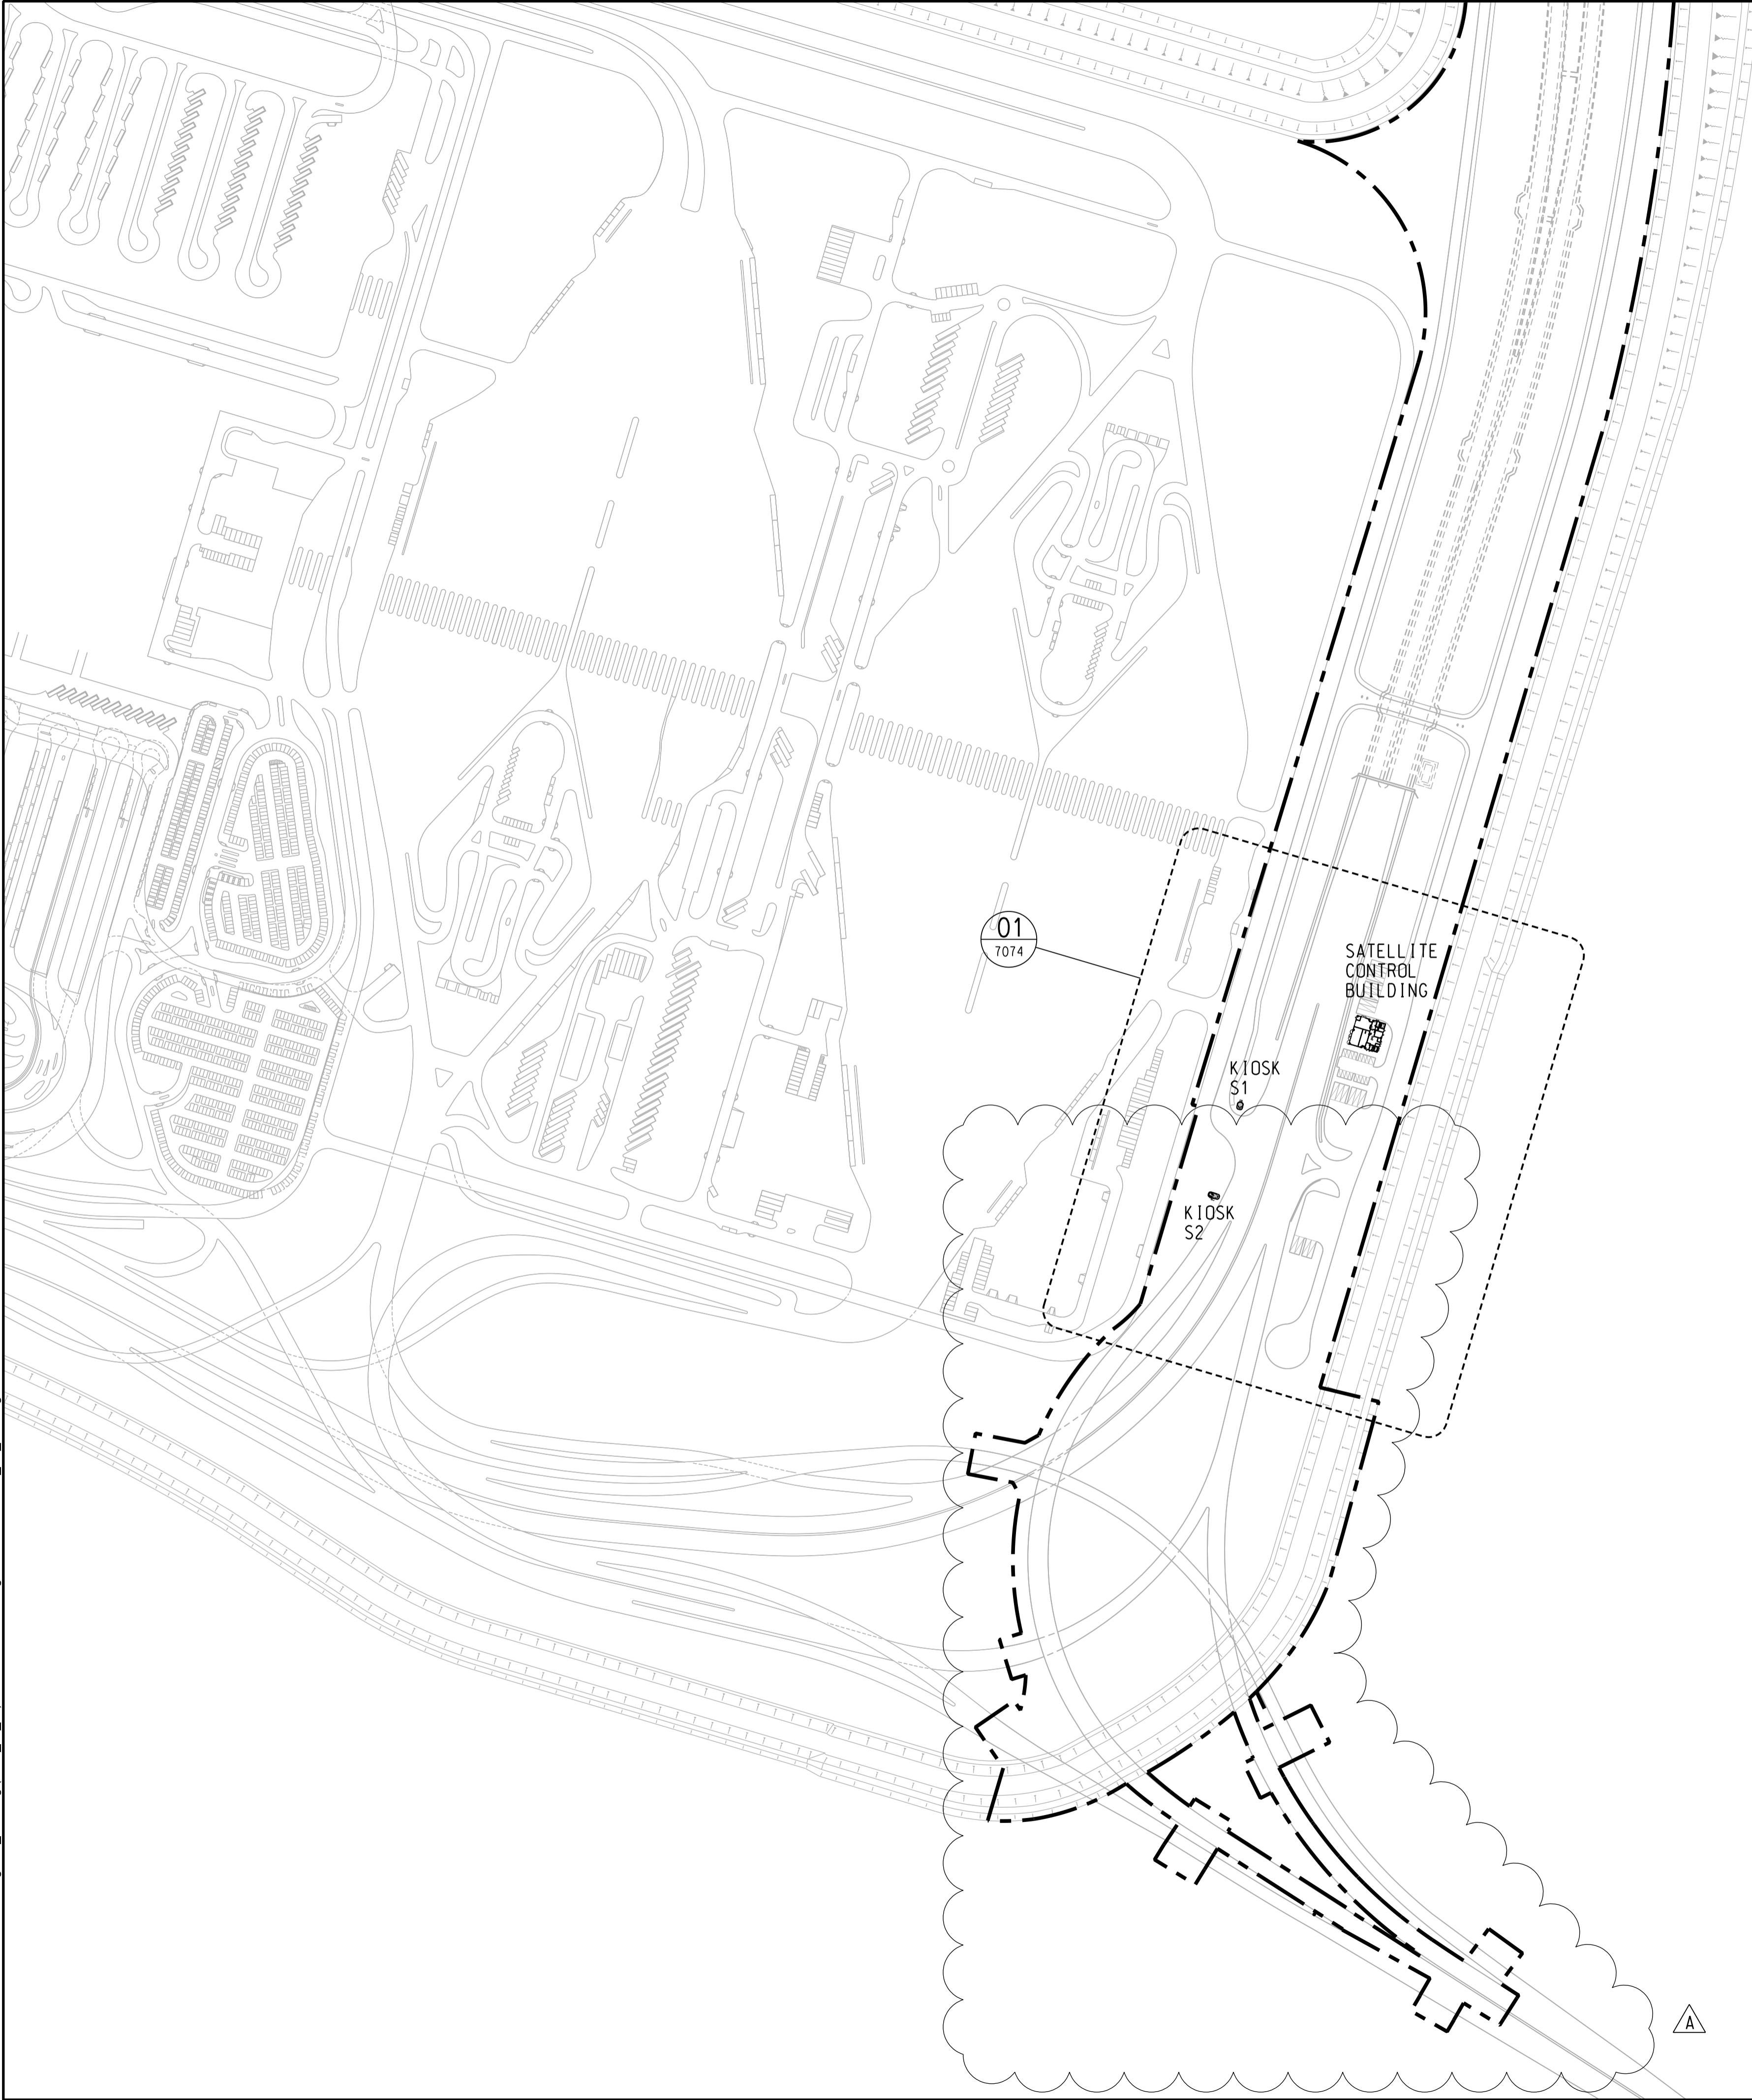 01
7074
SATELLITE
CONTROL
BUILDING
KIOSK
S1
KIOSK
S2
A